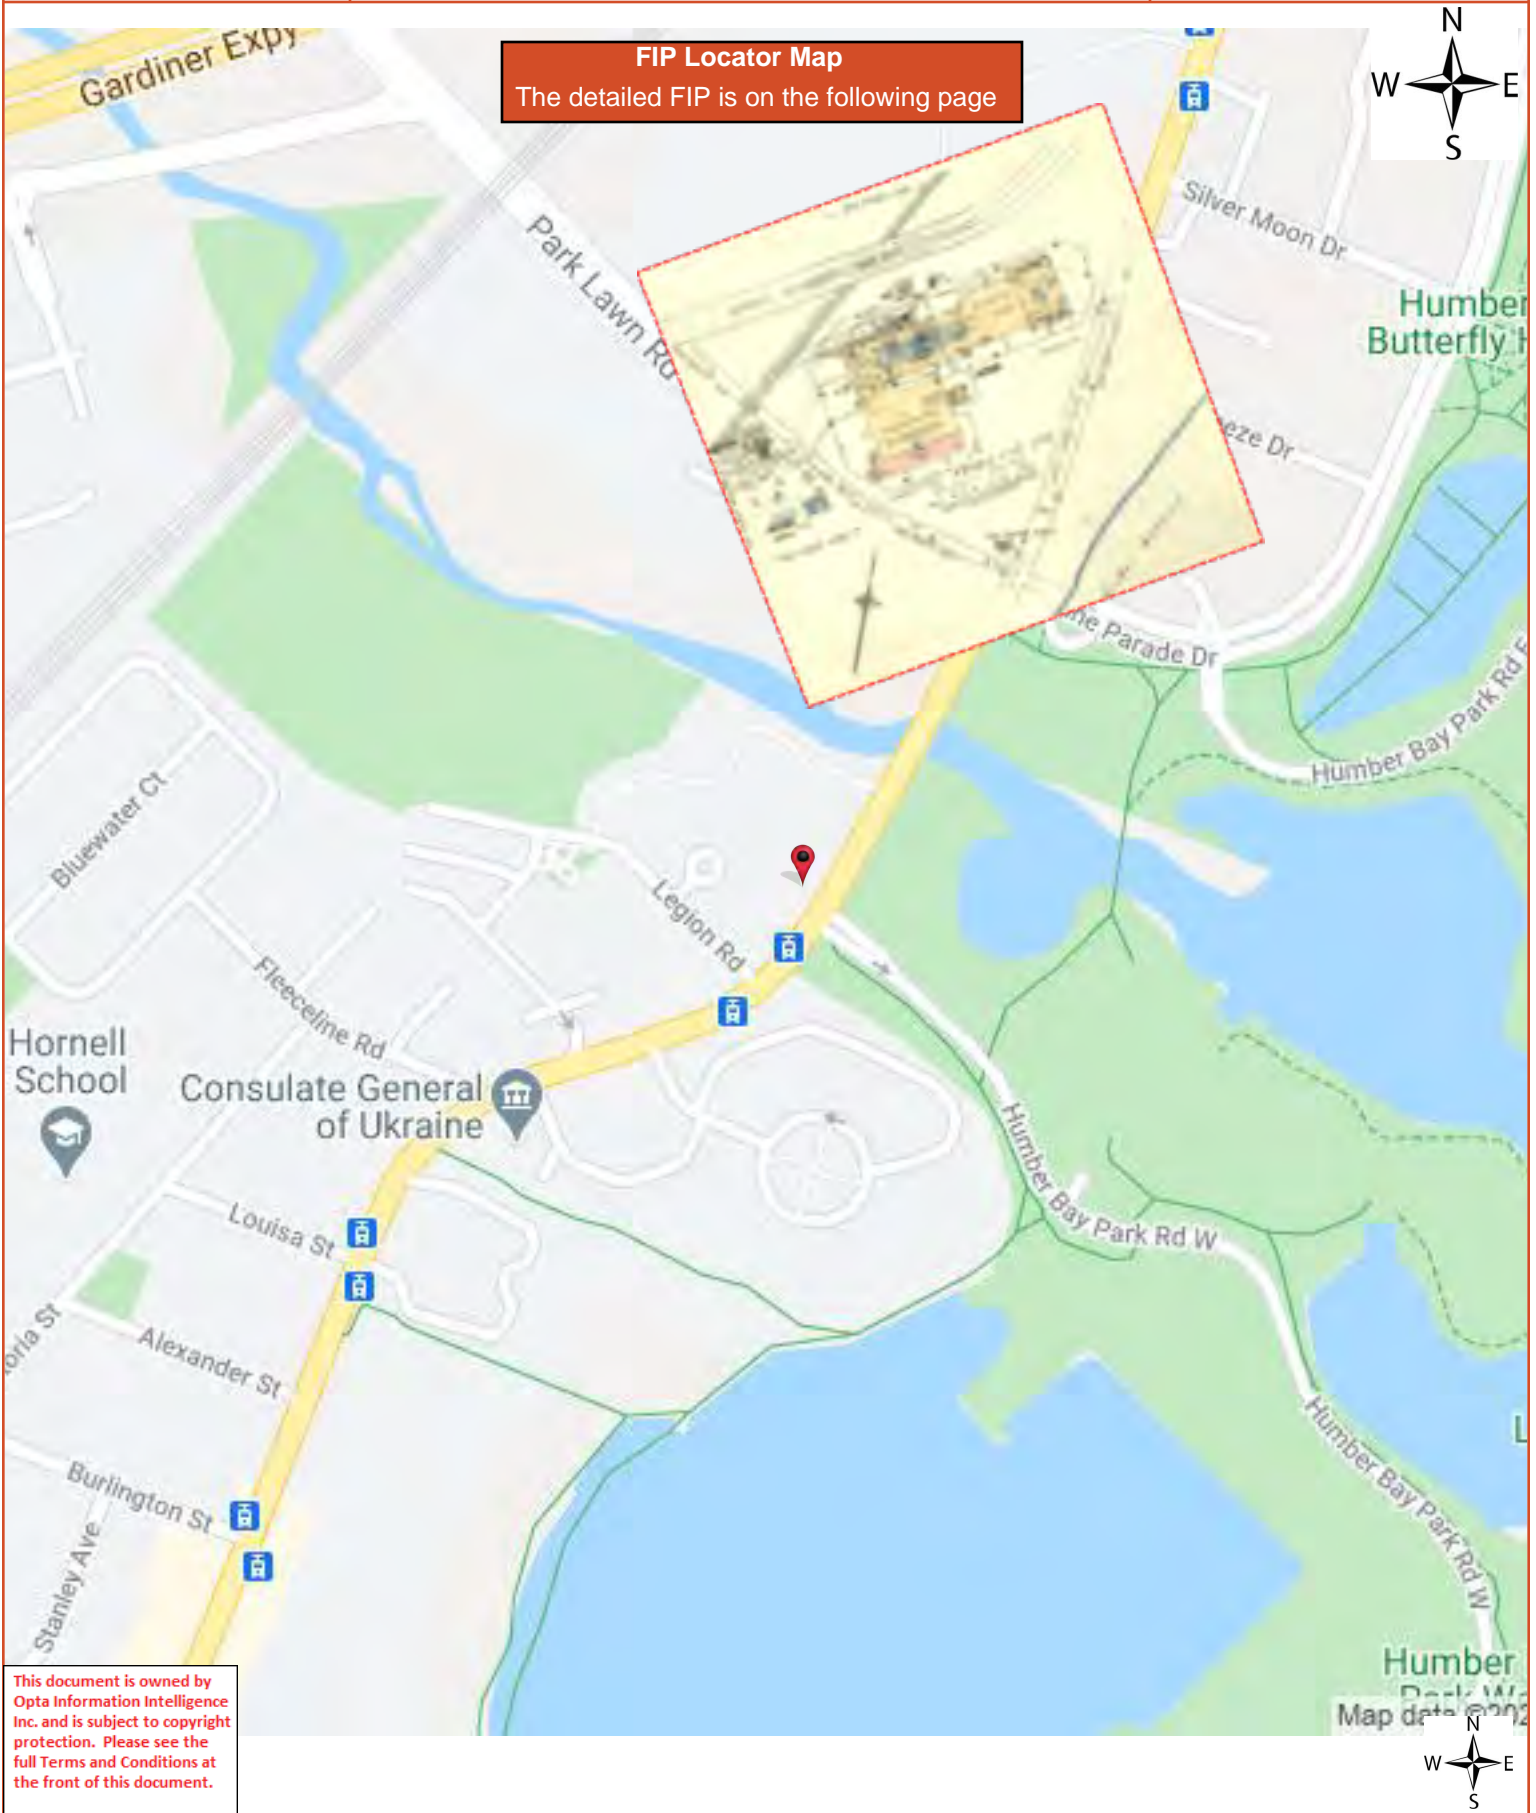 N
W E
S
FIP Locator Map
The detailed FIP is on the following page
Gardiner Expy
Silver Moon Dr
Park Lawn Rd
Humber
Butterfly
eze Dr
ne Parade Dr
Humber Bay Park Rd
Bluewater Ct
Legion Rd
Fleeceline Rd
Hornell
School
Consulate General
of Ukraine
Humber Bay Park Rd W
Louisa St
oria St
Alexander St
Humber Bay Park Rd W
Burlington St
Stanley Ave
Humber
Map data ©202
This document is owned by
Opta Information Intelligence
Inc. and is subject to copyright
protection. Please see the
full Terms and Conditions at
the front of this document.
N
W E
S